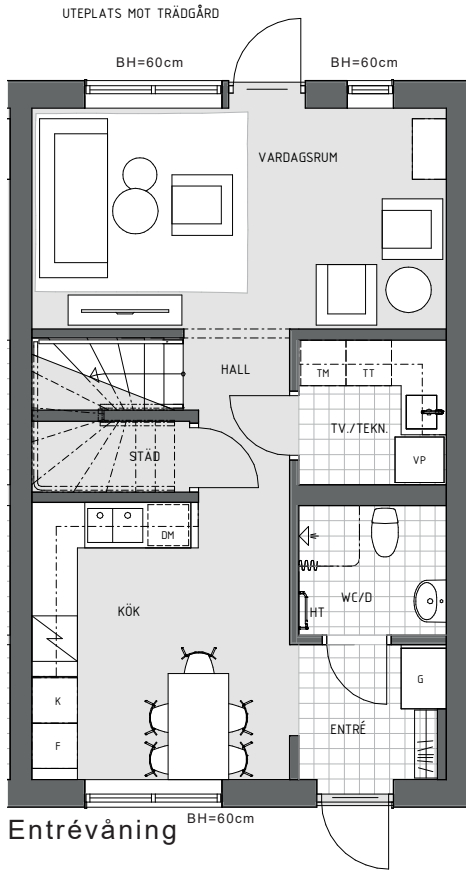 UTEPLATS MOT TRÄDGÅRD
BH=60cm
BH=60cm
VARDAGSRUM
HALL
TM
TT
TV./TEKN.
VP
STÄD
DM
KÖK
WC/D
HT
K
F
G
ENTRÉ
BH=60cm
Entrévåning